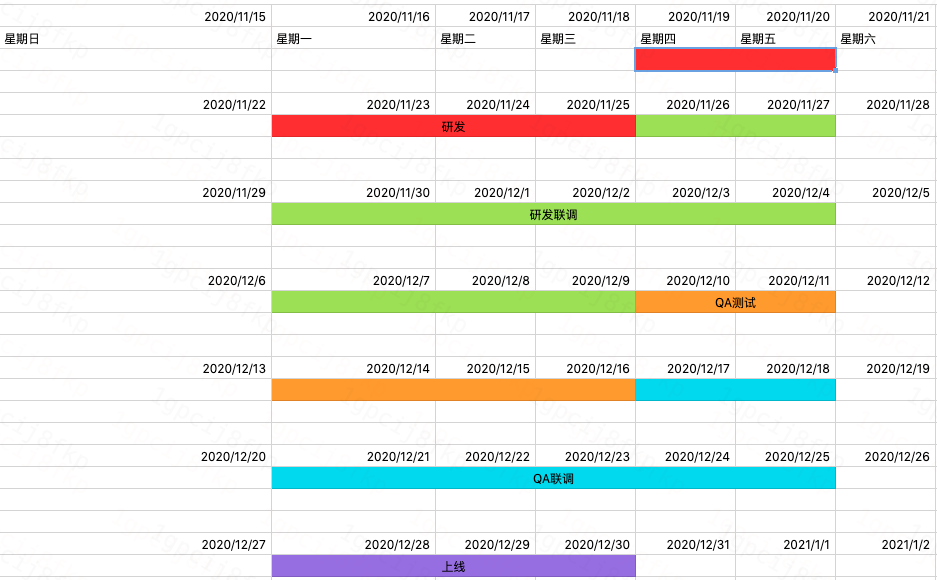 2020/11/15 2020/11/16 2020/11/17 2020/11/18 2020/11/19 2020/11/20 2020/11/21
星期日 星期一 星期二 星期三 星期四 星期五 星期六
2020/11/22 2020/11/23 2020/11/24 2020/11/25 2020/11/26 2020/11/27 2020/11/28
研发
2020/11/29 2020/11/30 2020/12/1 2020/12/2 2020/12/3 2020/12/4 2020/12/5
研发联调
2020/12/6 2020/12/7 2020/12/8 2020/12/9 2020/12/10 2020/12/11 2020/12/12
QA测试
2020/12/13 2020/12/14 2020/12/15 2020/12/16 2020/12/17 2020/12/18 2020/12/19
2020/12/20 2020/12/21 2020/12/22 2020/12/23 2020/12/24 2020/12/25 2020/12/26
QA联调
2020/12/27 2020/12/28 2020/12/29 2020/12/30 2020/12/31 2021/1/1 2021/1/2
上线